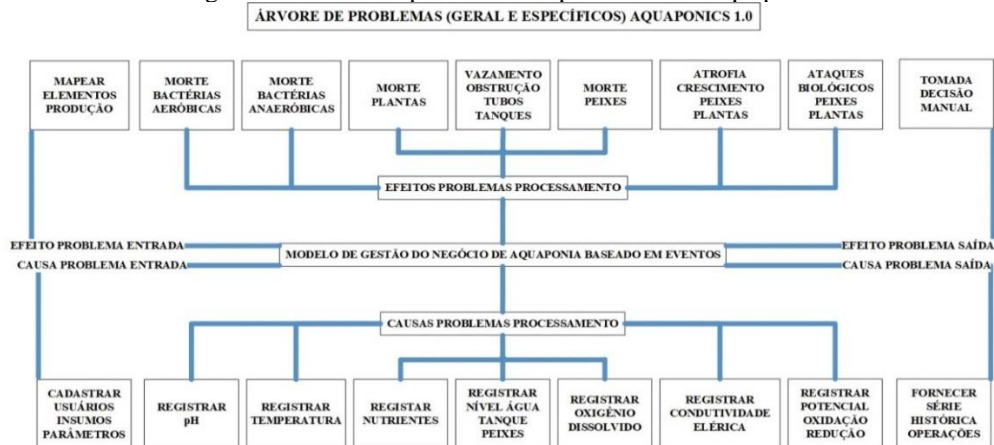 ÁRVORE DE PROBLEMAS (GERAL E ESPECÍFICOS) AQUAPONICS 1.0
MAPEAR
ELEMENTOS
PRODUÇÃO
MORTE
BACTÉRIAS
AERÓBICAS
MORTE
BACTÉRIAS
ANAERÓBICAS
MORTE
PLANTAS
VAZAMENTO
OBSTRUÇÃO
TUBOS
TANQUES
MORTE
PEIXES
ATROFIA
CRESCIMENTO
PEIXES
PLANTAS
ATAQUES
BIOLÓGICOS
PEIXES
PLANTAS
TOMADA
DECISÃO
MANUAL
EFEITOS PROBLEMAS PROCESSAMENTO
EFEITO PROBLEMA ENTRADA
CAUSA PROBLEMA ENTRADA
MODELO DE GESTÃO DO NEGÓCIO DE AQUAPONIA BASEADO EM EVENTOS
EFEITO PROBLEMA SAÍDA
CAUSA PROBLEMA SAÍDA
CAUSAS PROBLEMAS PROCESSAMENTO
CADASTRAR
USUÁRIOS
INSUMOS
PARÂMETROS
REGISTRAR
pH
REGISTRAR
TEMPERATURA
REGISTAR
NUTRIENTES
REGISTRAR
NÍVEL ÁGUA
TANQUE
PEIXES
REGISTRAR
OXIGÊNIO
DISSOLVIDO
REGISTRAR
CONDUTIVIDADE
ELÉRICA
REGISTRAR
POTENCIAL
OXIDAÇÃO
REDUÇÃO
FORNECER
SÉRIE
HISTÓRICA
OPERAÇÕES